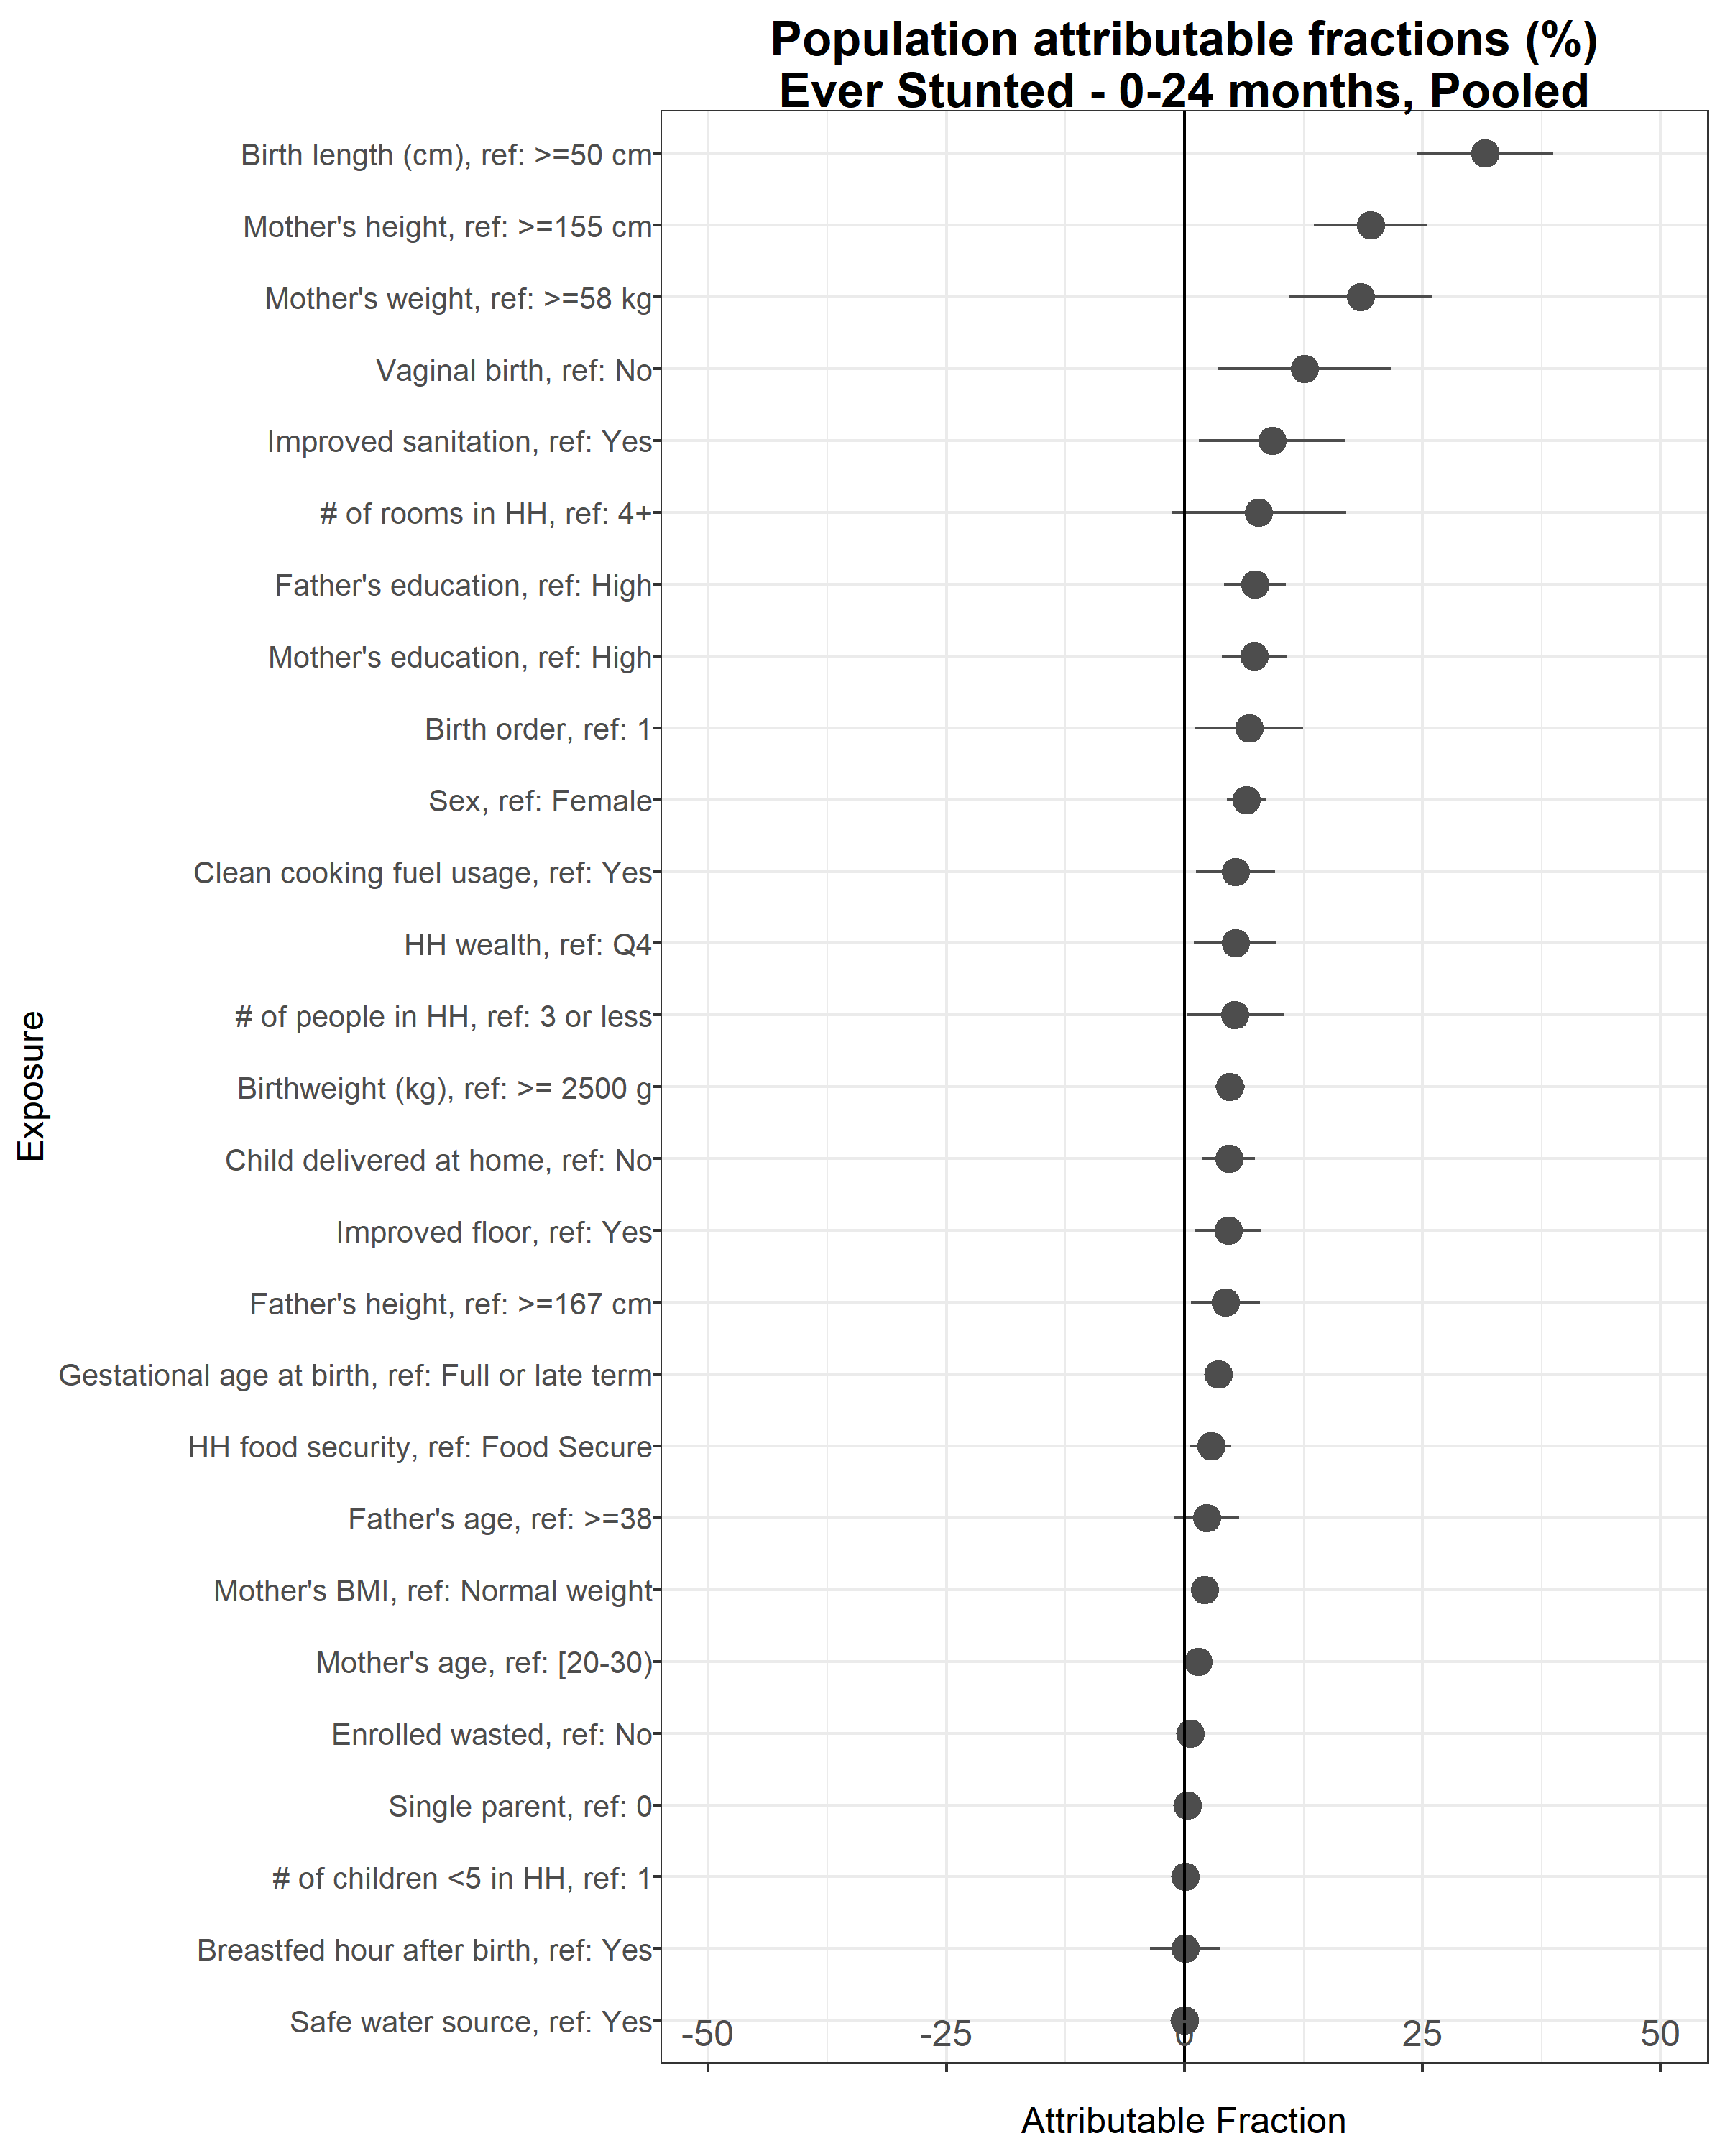 Population attributable fractions (%)
Ever Stunted - 0-24 months, Pooled
Birth length (cm), ref: >=50 cm
Mother's height, ref: >=155 cm
Mother's weight, ref: >=58 kg
Vaginal birth, ref: No
Improved sanitation, ref: Yes
# of rooms in HH, ref: 4+
Father's education, ref: High
Mother's education, ref: High
Birth order, ref: 1
Sex, ref: Female
Clean cooking fuel usage, ref: Yes
HH wealth, ref: Q4
# of people in HH, ref: 3 or less
Birthweight (kg), ref: >= 2500 g
Child delivered at home, ref: No
Improved floor, ref: Yes
Father's height, ref: >=167 cm
Gestational age at birth, ref: Full or late term
HH food security, ref: Food Secure
Father's age, ref: >=38
Mother's BMI, ref: Normal weight
Mother's age, ref: [20-30)
Enrolled wasted, ref: No
Single parent, ref: 0
# of children <5 in HH, ref: 1
Breastfed hour after birth, ref: Yes
Safe water source, ref: Yes
Exposure
-50 -25 0 25 50
Attributable Fraction